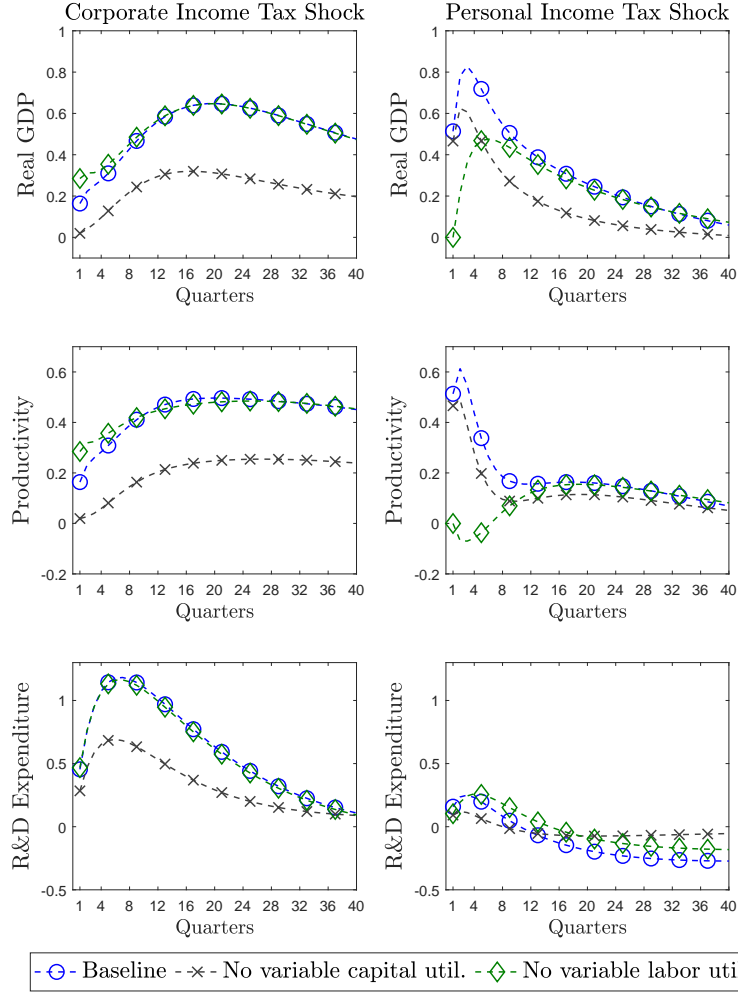 Corporate Income Tax Shock
Personal Income Tax Shock
Real GDP
1
0.8
0.6
0.4
0.2
0
1 4 8 12 16 20 24 28 32 36 40
Quarters
Real GDP
1
0.8
0.6
0.4
0.2
0
1 4 8 12 16 20 24 28 32 36 40
Quarters
Productivity
0.6
0.4
0.2
0
-0.2
1 4 8 12 16 20 24 28 32 36 40
Quarters
Productivity
0.6
0.4
0.2
0
-0.2
1 4 8 12 16 20 24 28 32 36 40
Quarters
R&D Expenditure
1
0.5
0
-0.5
1 4 8 12 16 20 24 28 32 36 40
Quarters
R&D Expenditure
1
0.5
0
-0.5
1 4 8 12 16 20 24 28 32 36 40
Quarters
Baseline No variable capital util. No variable labor uti